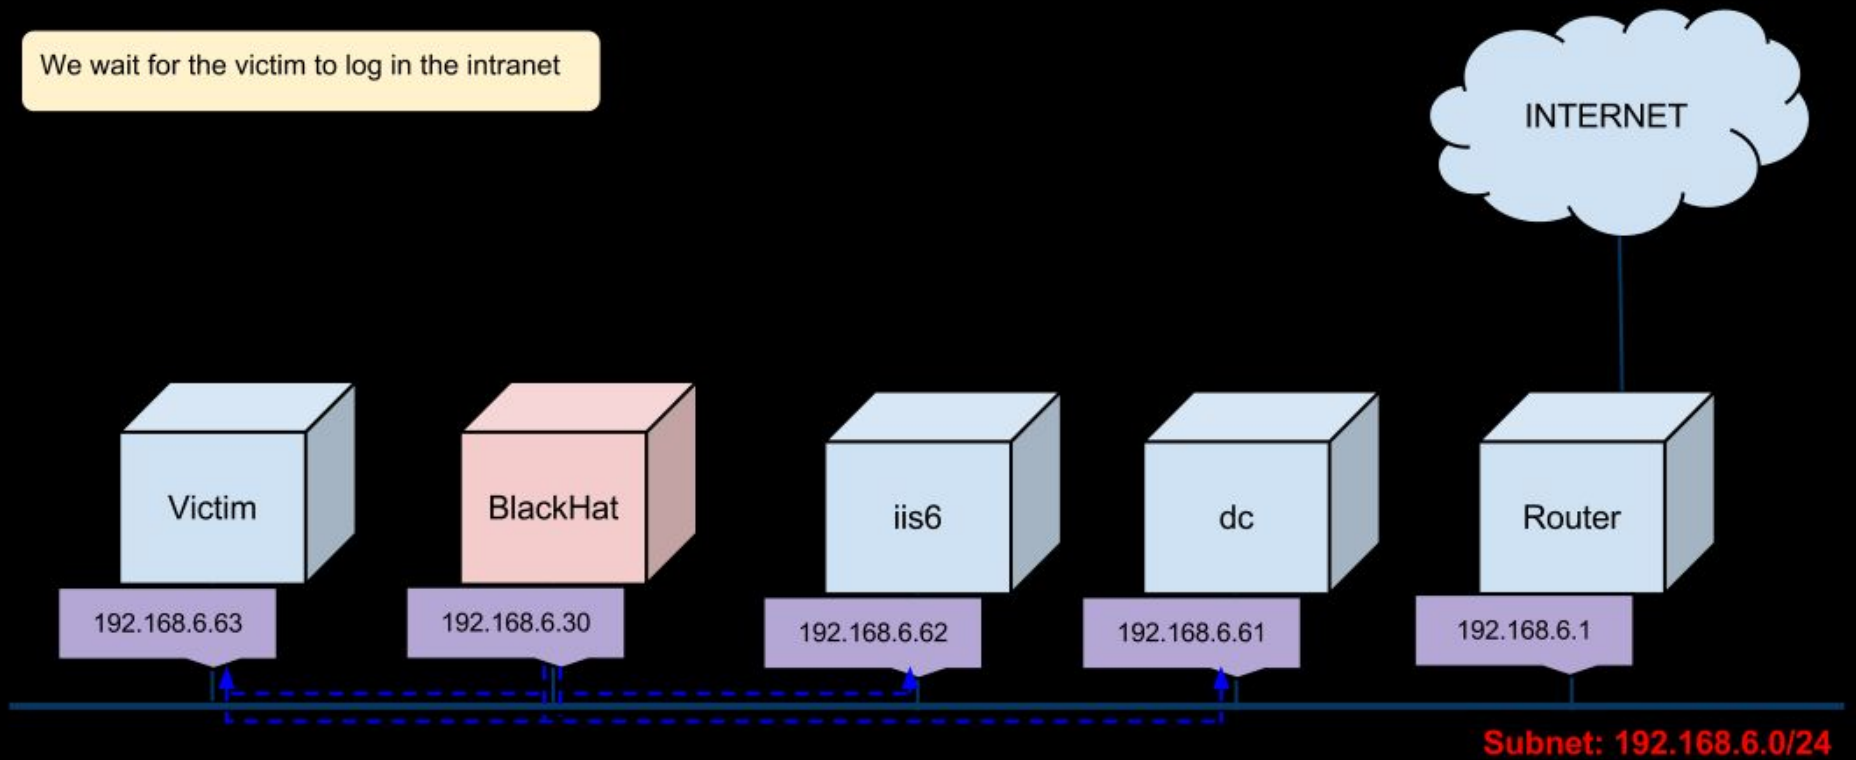 We wait for the victim to log in the intranet
INTERNET
Victim
BlackHat
iis6
dc
Router
192.168.6.63
192.168.6.30
192.168.6.62
192.168.6.61
192.168.6.1
Subnet: 192.168.6.0/24